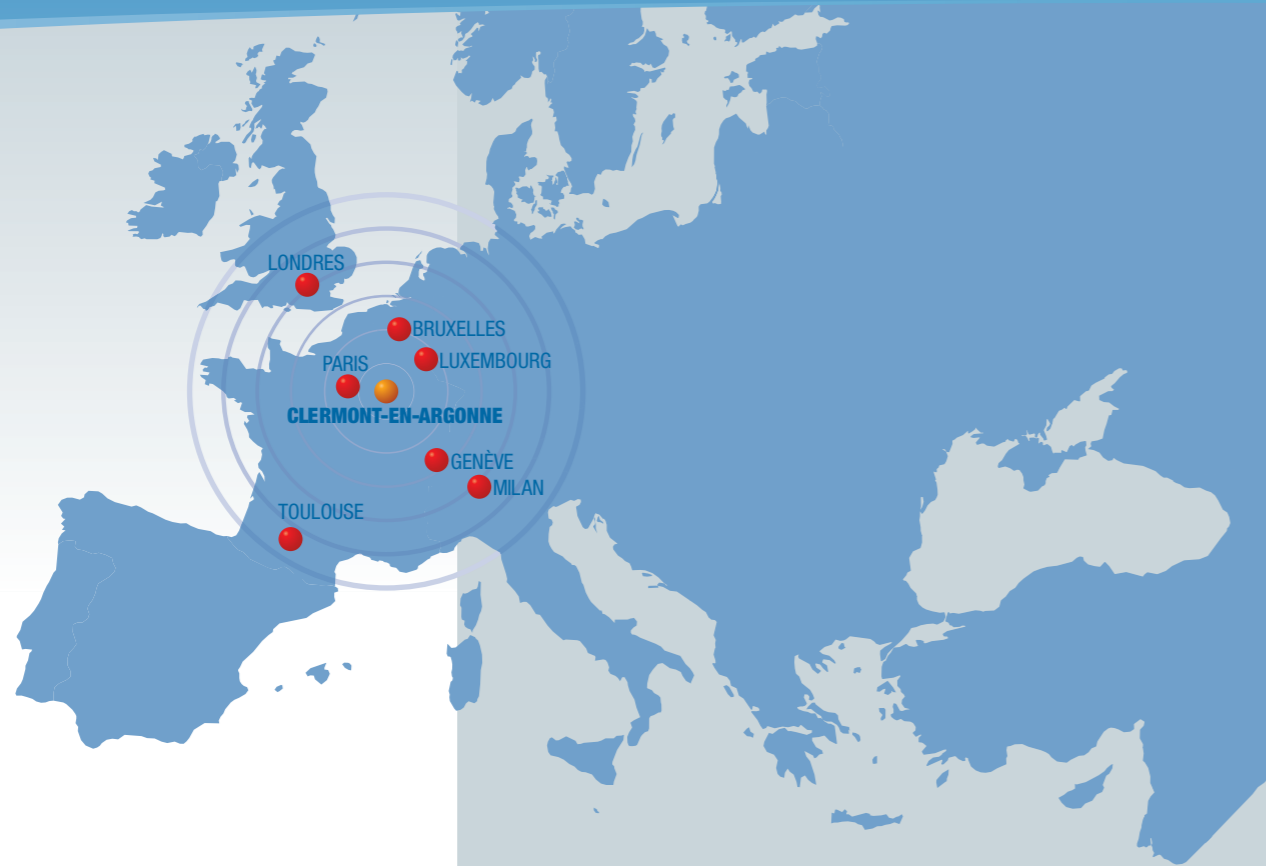 LONDRES
BRUXELLES
LUXEMBOURG
PARIS
CLERMONT-EN-ARGONNE
GENÈVE
MILAN
TOULOUSE